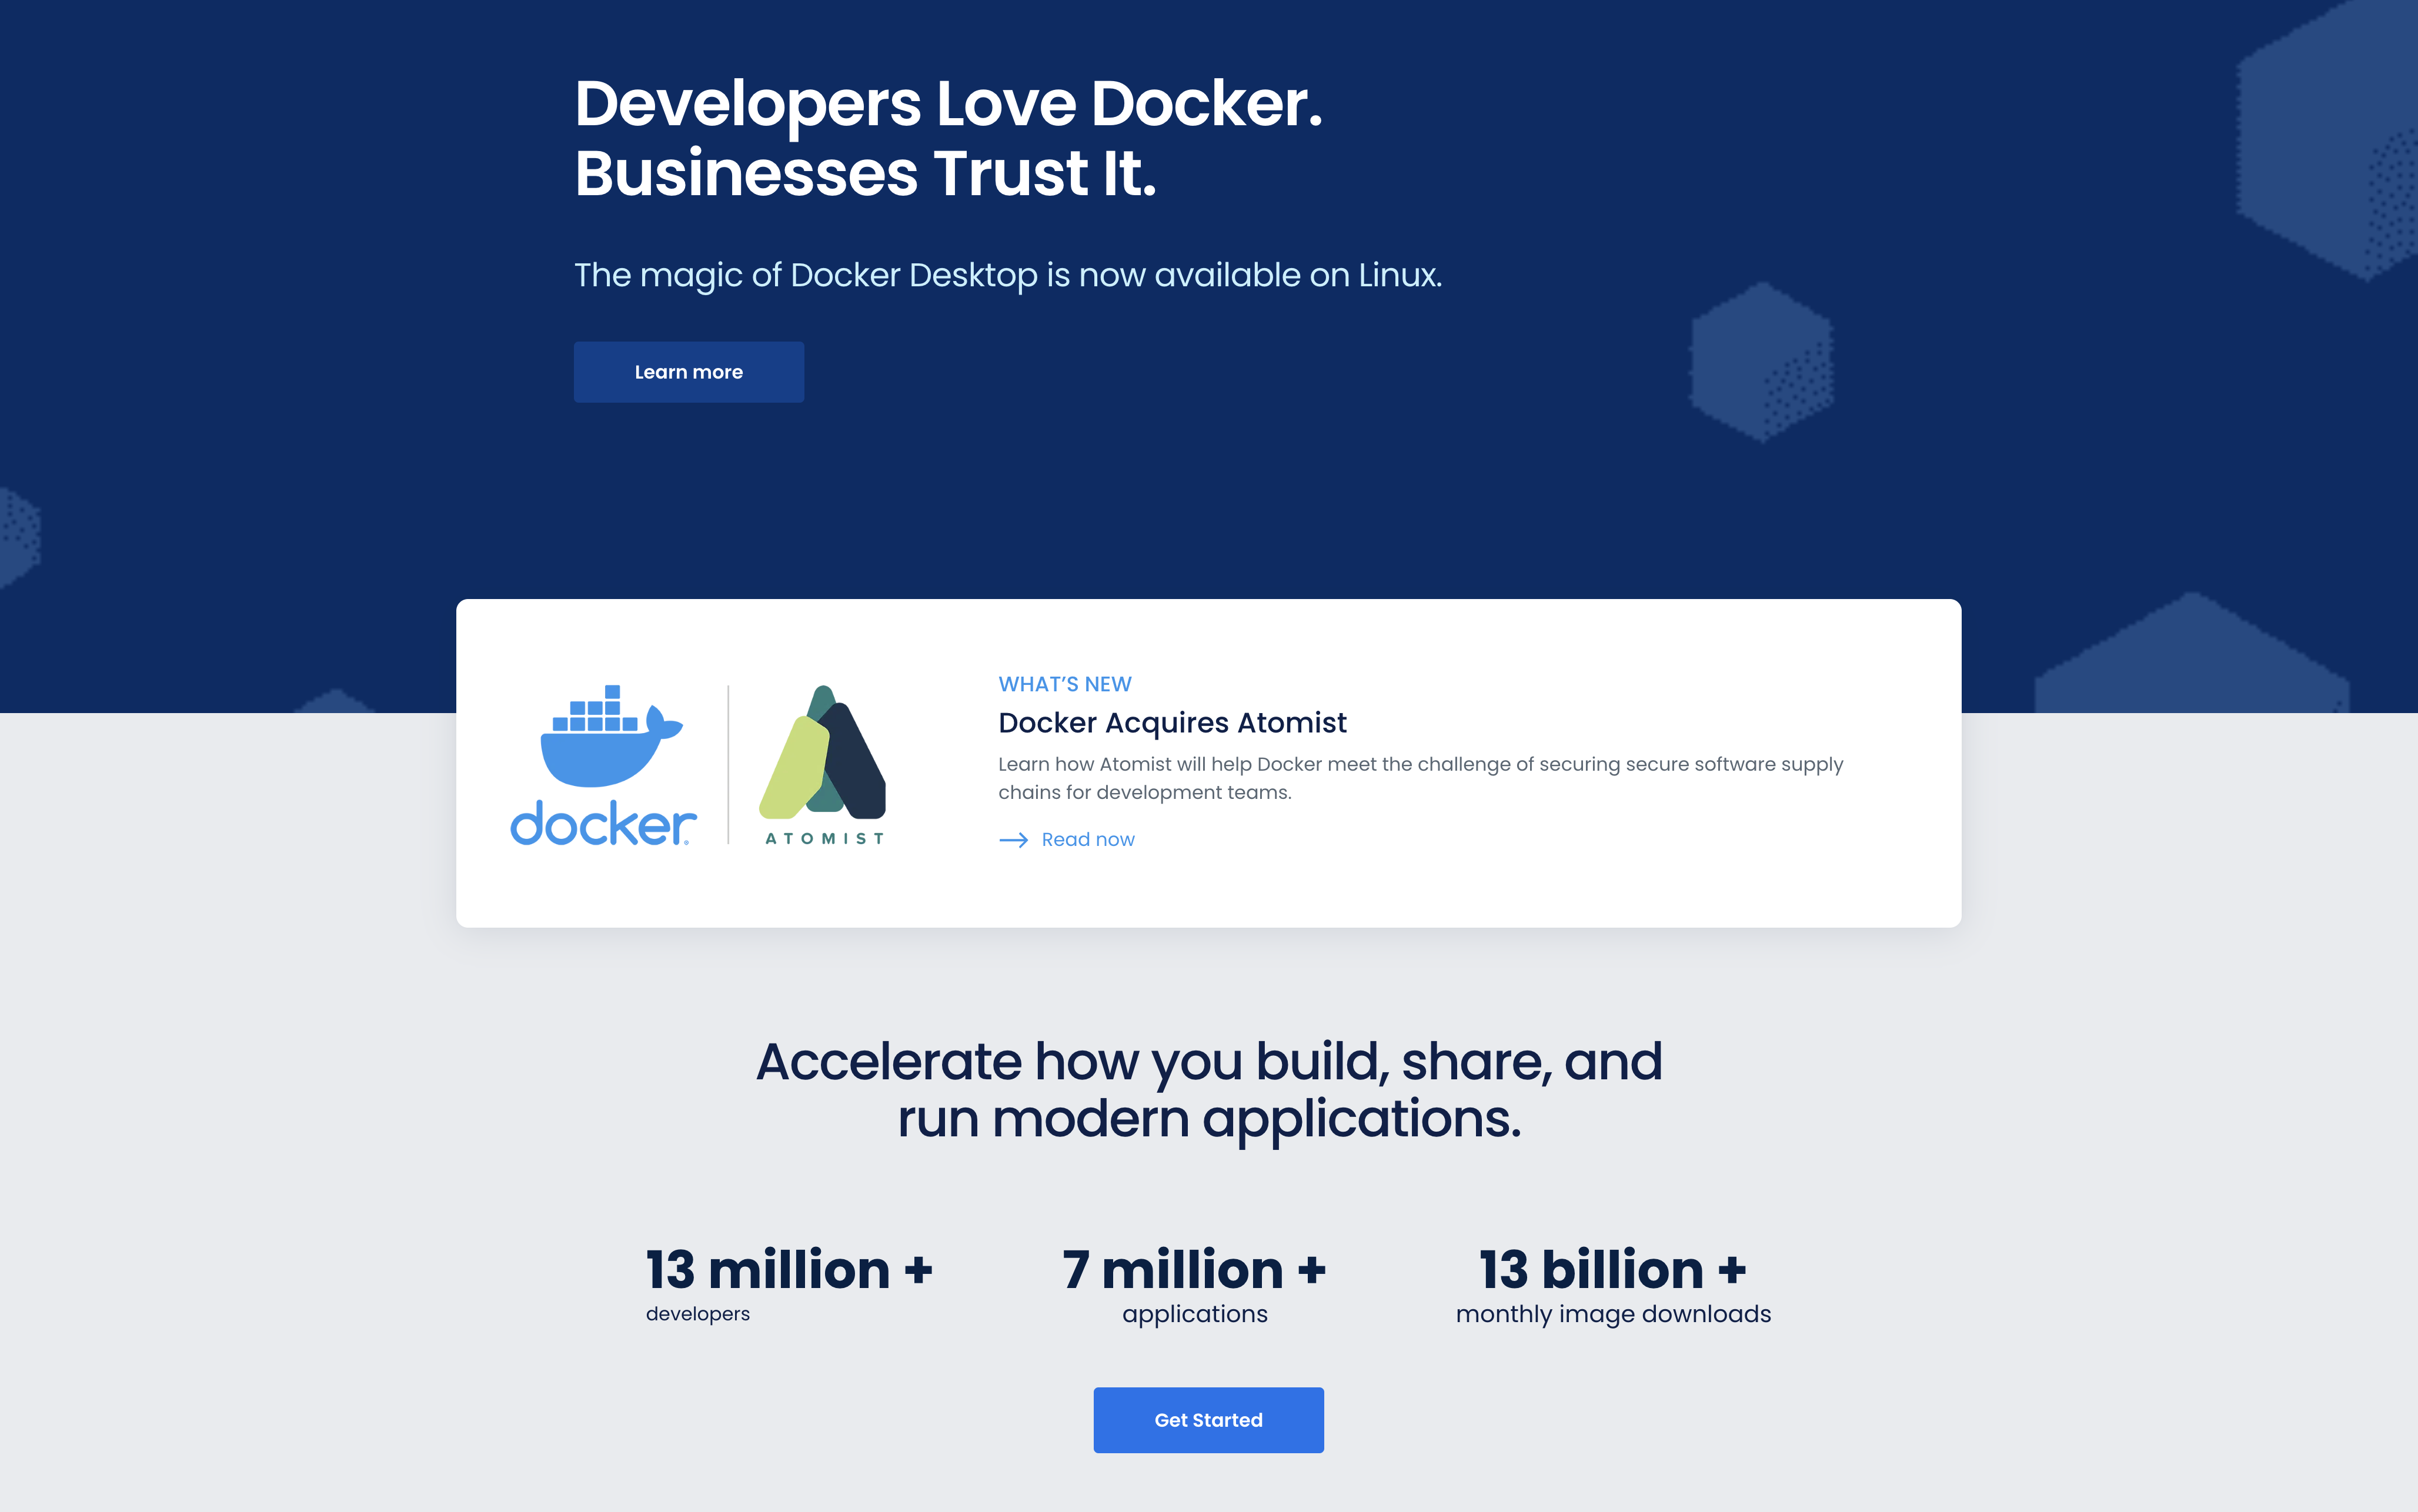 Developers Love Docker.
Businesses Trust It.
The magic of Docker Desktop is now available on Linux.
Learn more
docker
ATOMIST
WHAT’S NEW
Docker Acquires Atomist
Learn how Atomist will help Docker meet the challenge of securing secure software supply
chains for development teams.
Read now
Accelerate how you build, share, and
run modern applications.
13 million +
developers
7 million +
applications
13 billion +
monthly image downloads
Get Started